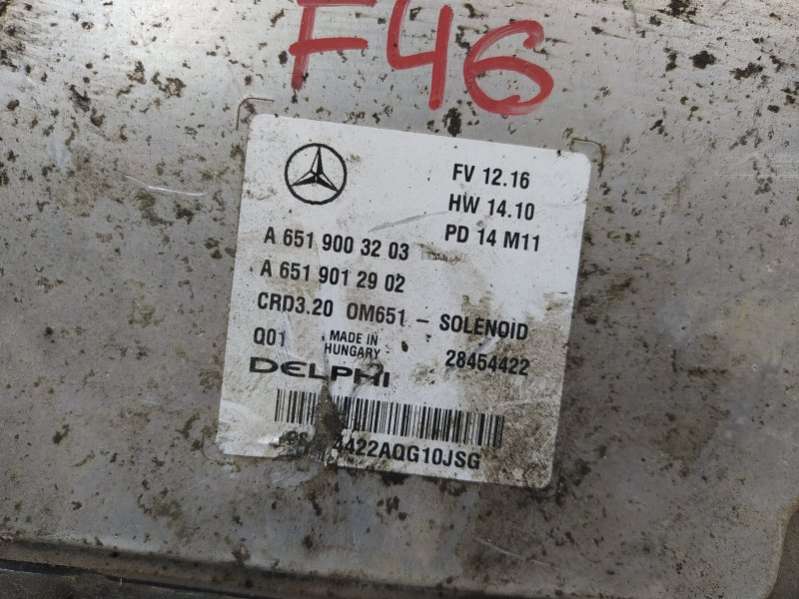 F46
FV 12.16
HW 14.10
PD 14 M11
A 651 900 32 03
A 651 901 29 02
CRD3.20 OM651 - SOLENOID
Q01 MADE IN HUNGARY 28454422
DELPHI
4422AQG10JSG